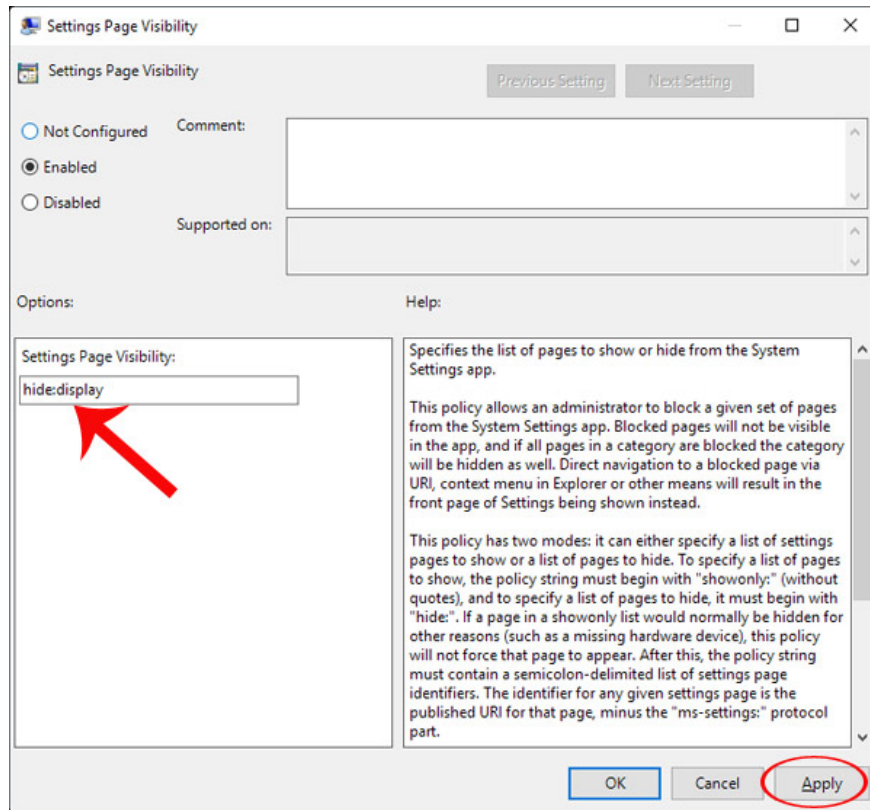 Settings Page Visibility
Settings Page Visibility
Previous Setting
Next Setting
Not Configured
Comment:
Enabled
Disabled
Supported on:
Options:
Help:
Settings Page Visibility:
hide:display
Specifies the list of pages to show or hide from the System
Settings app.
This policy allows an administrator to block a given set of pages
from the System Settings app. Blocked pages will not be visible
in the app, and if all pages in a category are blocked the category
will be hidden as well. Direct navigation to a blocked page via
URI, context menu in Explorer or other means will result in the
front page of Settings being shown instead.
This policy has two modes: it can either specify a list of settings
pages to show or a list of pages to hide. To specify a list of pages
to show, the policy string must begin with "showonly:" (without
quotes), and to specify a list of pages to hide, it must begin with
"hide:". If a page in a showonly list would normally be hidden for
other reasons (such as a missing hardware device), this policy
will not force that page to appear. After this, the policy string
must contain a semicolon-delimited list of settings page
identifiers. The identifier for any given settings page is the
published URI for that page, minus the "ms-settings:" protocol
part.
OK
Cancel
Apply